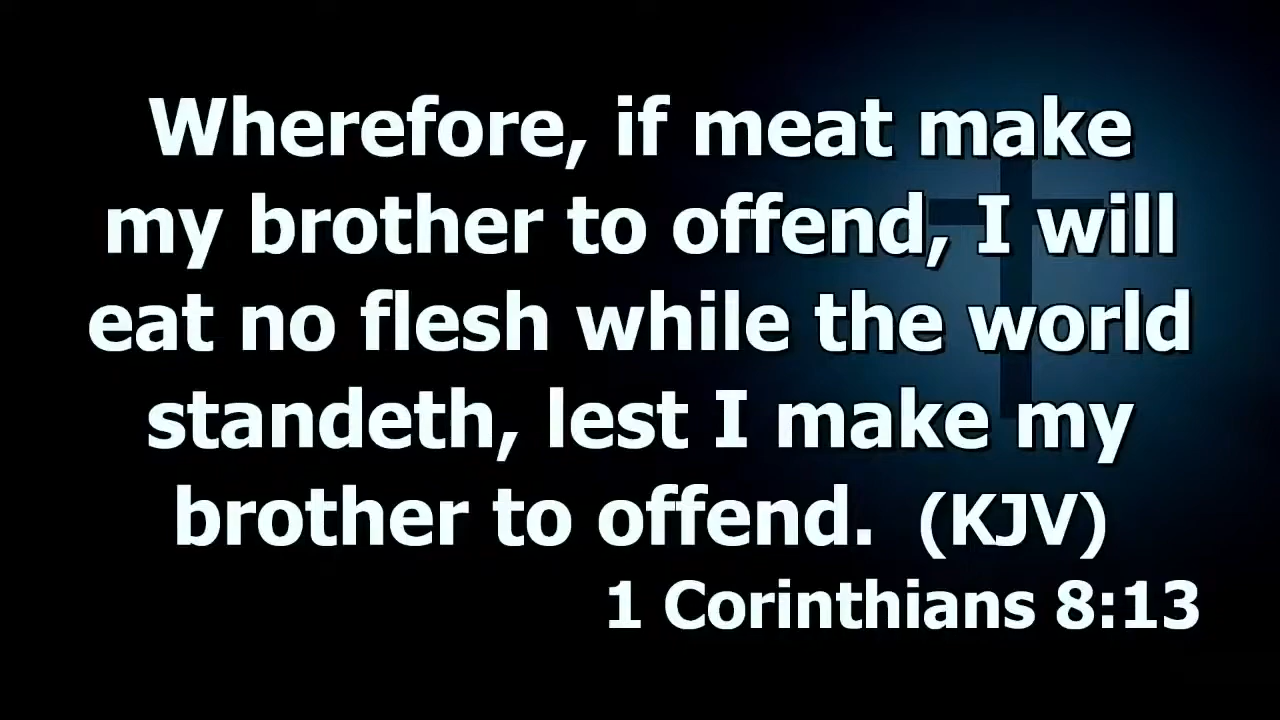 Wherefore, if meat make
my brother to offend, I will
eat no flesh while the world
standeth, lest I make my
brother to offend. (KJV)
1 Corinthians 8:13